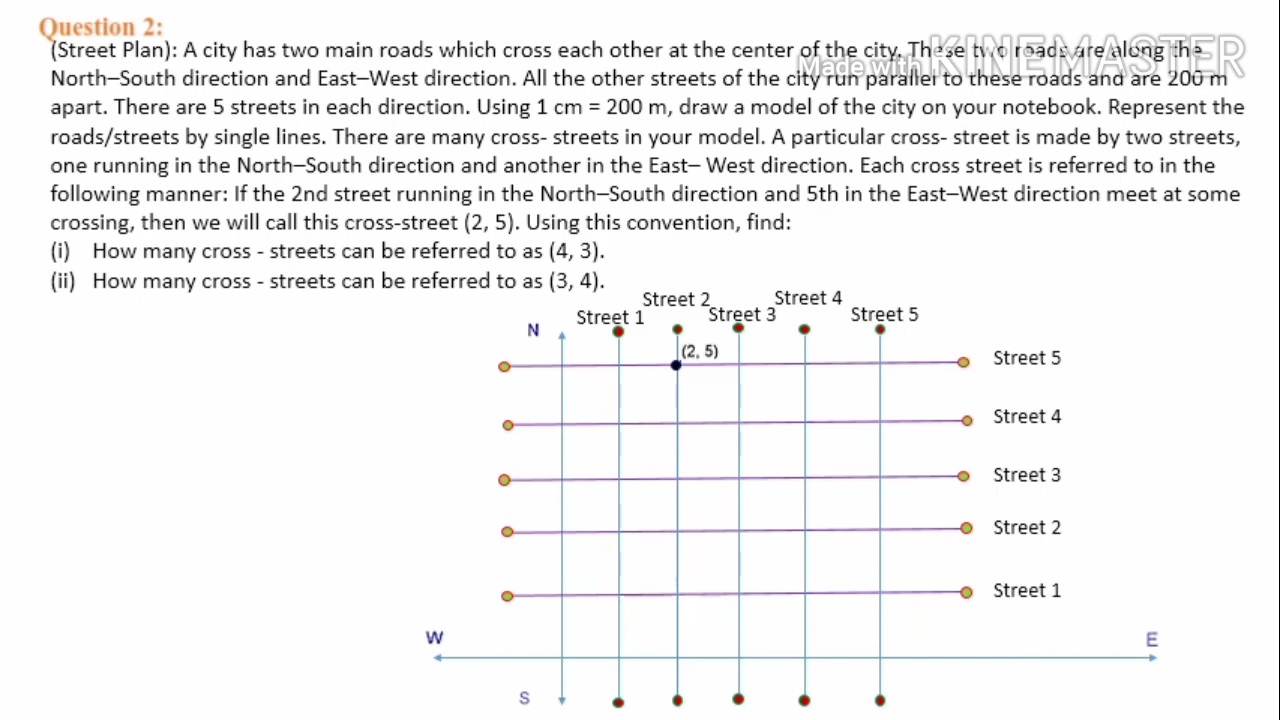 Question 2:
(Street Plan): A city has two main roads which cross each other at the center of the city. These two roads are along the
Made with KINEMASTER
North–South direction and East–West direction. All the other streets of the city run parallel to these roads and are 200 m
apart. There are 5 streets in each direction. Using 1 cm = 200 m, draw a model of the city on your notebook. Represent the
roads/streets by single lines. There are many cross- streets in your model. A particular cross- street is made by two streets,
one running in the North–South direction and another in the East– West direction. Each cross street is referred to in the
following manner: If the 2nd street running in the North–South direction and 5th in the East–West direction meet at some
crossing, then we will call this cross-street (2, 5). Using this convention, find:
(i) How many cross - streets can be referred to as (4, 3).
(ii) How many cross - streets can be referred to as (3, 4).
Street 1 Street 2 Street 3 Street 4 Street 5
N
(2, 5)
Street 5
Street 4
Street 3
Street 2
Street 1
W E
S